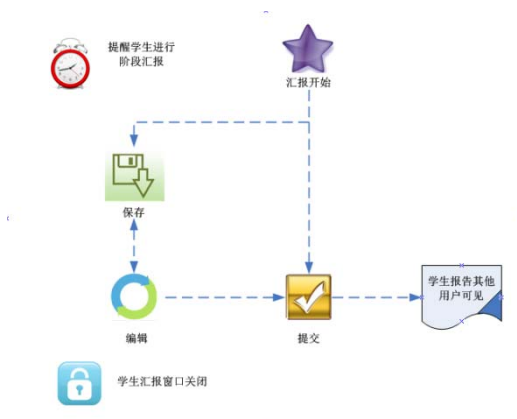 提醒学生进行
阶段汇报
汇报开始
保存
学生报告其他
用户可见
编辑
提交
学生汇报窗口关闭